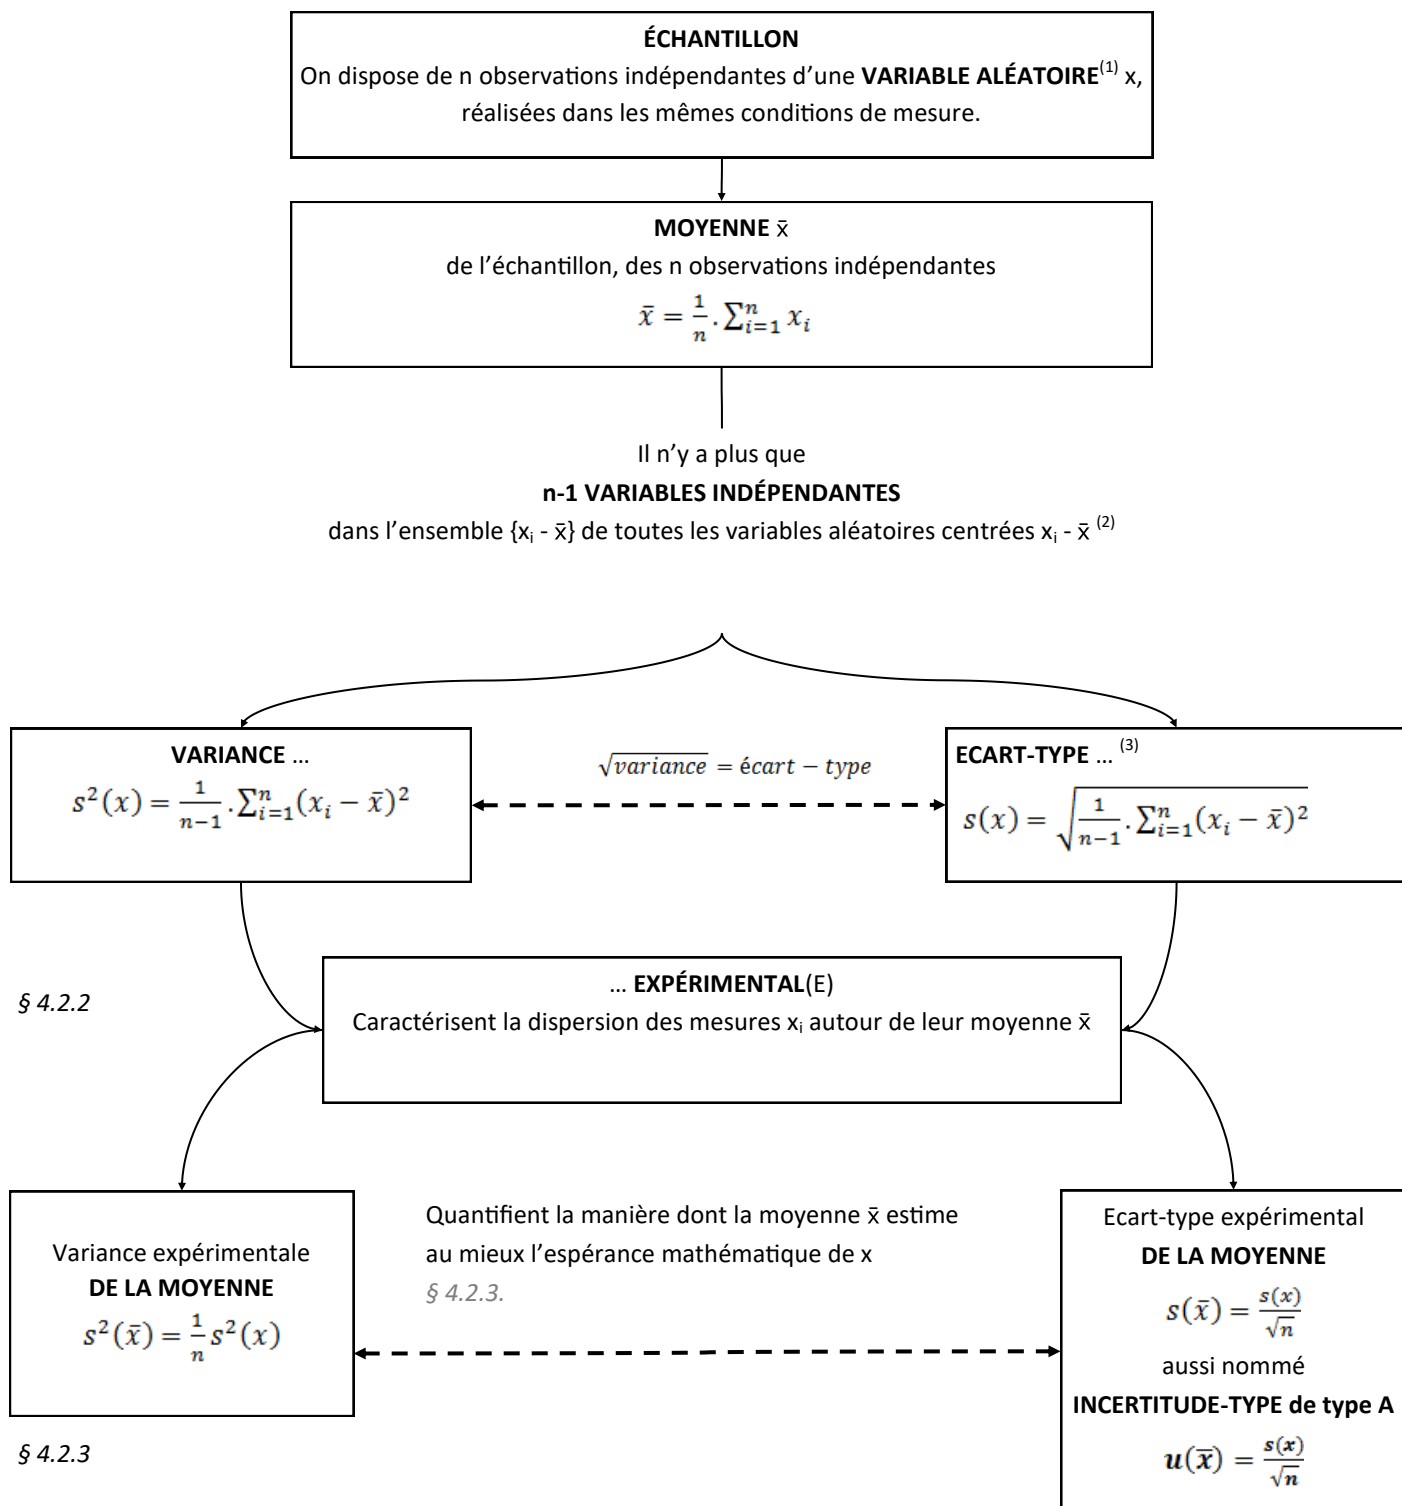 ÉCHANTILLON
On dispose de n observations indépendantes d’une VARIABLE ALÉATOIRE(1) x,
réalisées dans les mêmes conditions de mesure.
MOYENNE x̄
de l’échantillon, des n observations indépendantes
x̄ = 1/n . ∑ⁿᵢ₌₁ xᵢ
Il n’y a plus que
n-1 VARIABLES INDÉPENDANTES
dans l’ensemble {xᵢ - x̄} de toutes les variables aléatoires centrées xᵢ - x̄ (2)
VARIANCE ...
s²(x) = 1/(n−1) . ∑ⁿᵢ₌₁(xᵢ − x̄)²
√variance = écart − type
ECART-TYPE ... (3)
s(x) = √(1/(n−1) . ∑ⁿᵢ₌₁(xᵢ − x̄)²)
... EXPÉRIMENTAL(E)
Caractérisent la dispersion des mesures xᵢ autour de leur moyenne x̄
§ 4.2.2
Variance expérimentale
DE LA MOYENNE
s²(x̄) = 1/n s²(x)
Quantifient la manière dont la moyenne x̄ estime
au mieux l’espérance mathématique de x
§ 4.2.3.
Ecart-type expérimental
DE LA MOYENNE
s(x̄) = s(x)/√n
aussi nommé
INCERTITUDE-TYPE de type A
u(x̄) = s(x)/√n
§ 4.2.3